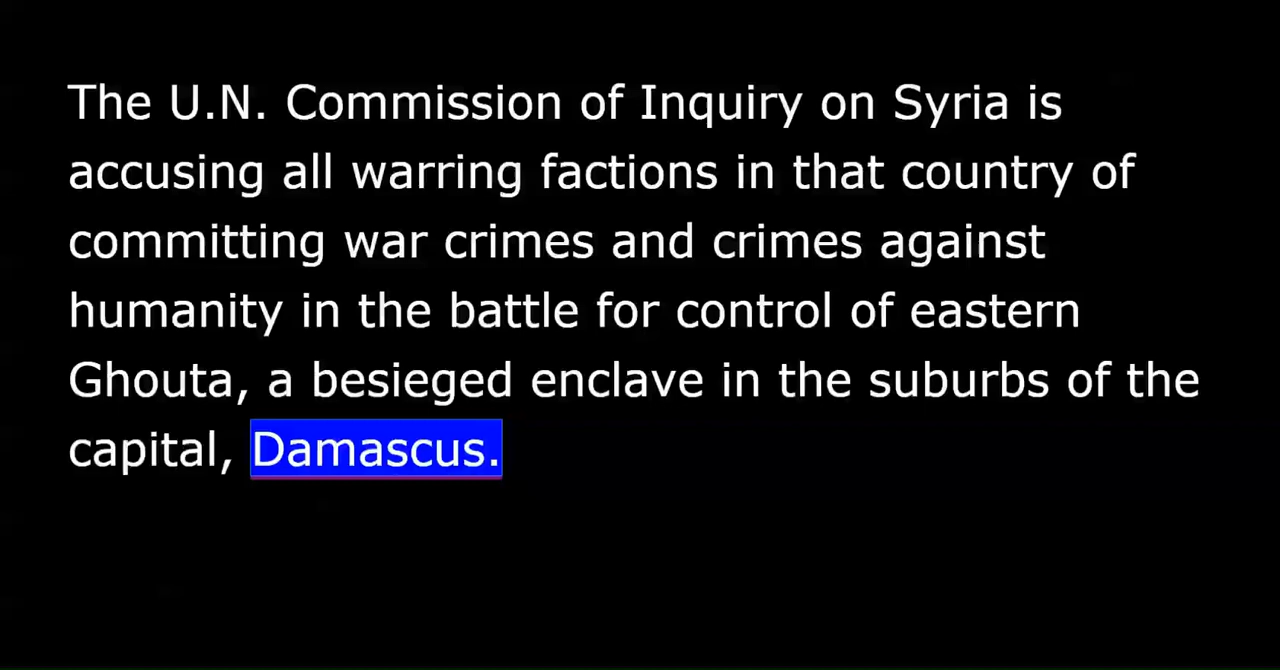 The U.N. Commission of Inquiry on Syria is
accusing all warring factions in that country of
committing war crimes and crimes against
humanity in the battle for control of eastern
Ghouta, a besieged enclave in the suburbs of the
capital, Damascus.